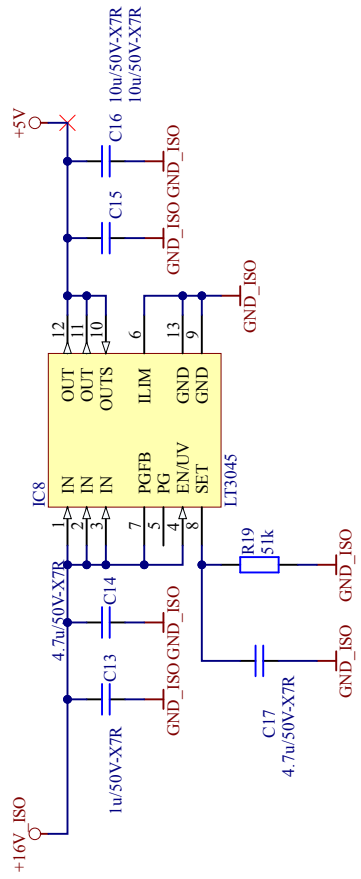 +16V_ISO
1u/50V-X7R
C13
GND_ISO
4.7u/50V-X7R
C14
GND_ISO
C17
4.7u/50V-X7R
GND_ISO
R19
51k
GND_ISO
IC8
LT3045
1
IN
2
IN
3
IN
7
PGFB
5
PG
4
EN/UV
8
SET
OUT
12
OUT
11
OUTS
10
ILIM
6
GND
13
GND
9
GND_ISO
C15
GND_ISO
C16
10u/50V-X7R
10u/50V-X7R
GND_ISO
+5V